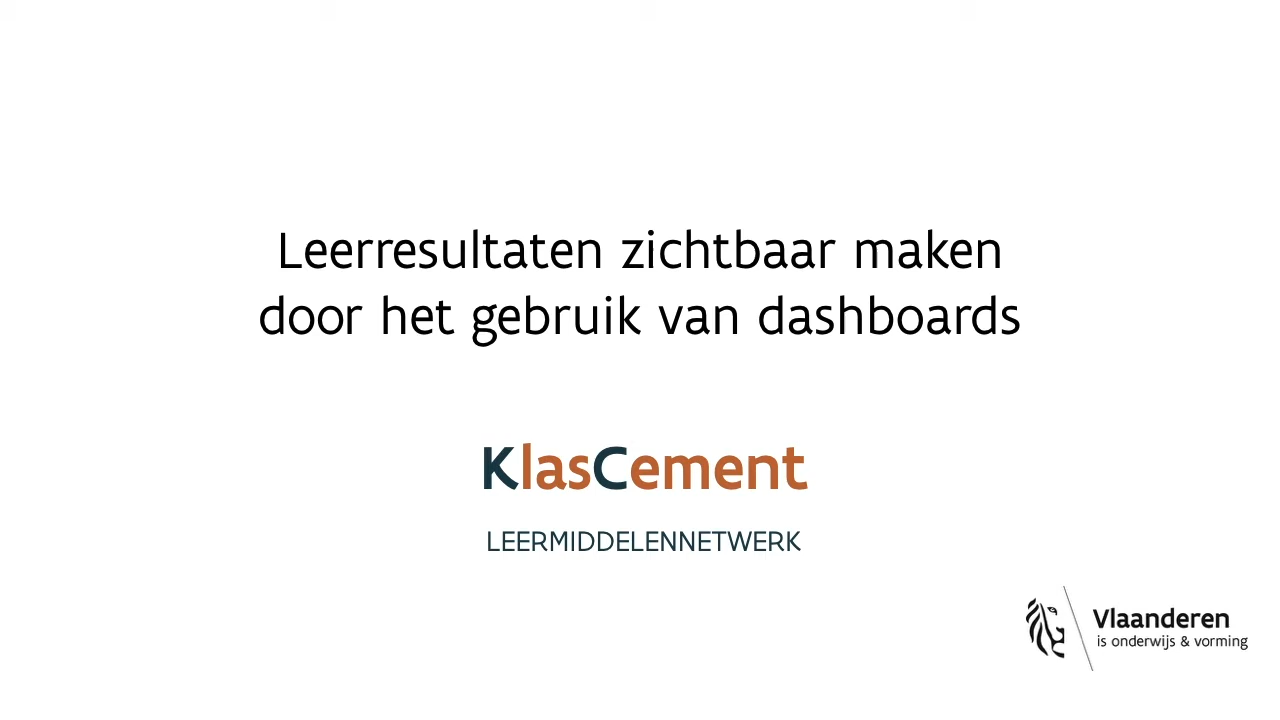 Leerresultaten zichtbaar maken
door het gebruik van dashboards
KlasCement
LEERMIDDELENNETWERK
Vlaanderen
is onderwijs & vorming